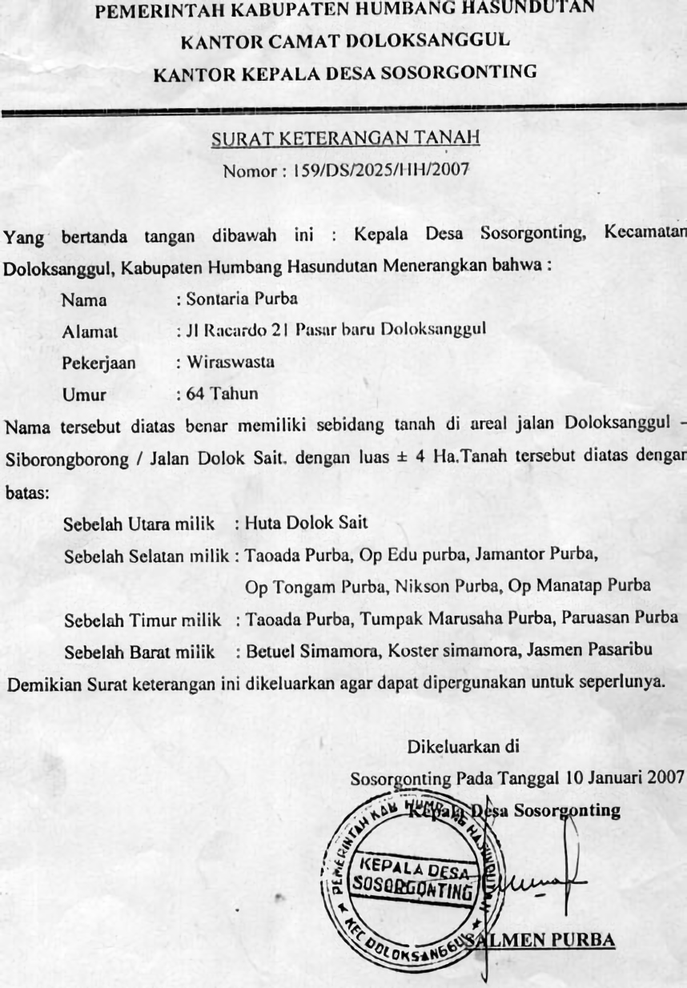 PEMERINTAH KABUPATEN HUMBANG HASUNDUTAN
KANTOR CAMAT DOLOKSANGGUL
KANTOR KEPALA DESA SOSORGONTING
SURAT KETERANGAN TANAH
Nomor : 159/DS/2025/HH/2007
Yang bertanda tangan dibawah ini : Kepala Desa Sosorgonting, Kecamatan
Doloksanggul, Kabupaten Humbang Hasundutan Menerangkan bahwa :
Nama : Sontaria Purba
Alamat : Jl Racardo 21 Pasar baru Doloksanggul
Pekerjaan : Wiraswasta
Umur : 64 Tahun
Nama tersebut diatas benar memiliki sebidang tanah di areal jalan Doloksanggul –
Siborongborong / Jalan Dolok Sait. dengan luas ± 4 Ha.Tanah tersebut diatas dengan
batas:
Sebelah Utara milik : Huta Dolok Sait
Sebelah Selatan milik : Taoada Purba, Op Edu purba, Jamantor Purba,
Op Tongam Purba, Nikson Purba, Op Manatap Purba
Sebelah Timur milik : Taoada Purba, Tumpak Marusaha Purba, Paruasan Purba
Sebelah Barat milik : Betuel Simamora, Koster simamora, Jasmen Pasaribu
Demikian Surat keterangan ini dikeluarkan agar dapat dipergunakan untuk seperlunya.
Dikeluarkan di
Sosorgonting Pada Tanggal 10 Januari 2007
Kepala Desa Sosorgonting
PEMERINTAH KAB HUMBANG HASUNDUTAN
KEPALA DESA
SOSORGONTING
KEC DOLOKSANGGUL
SALMEN PURBA